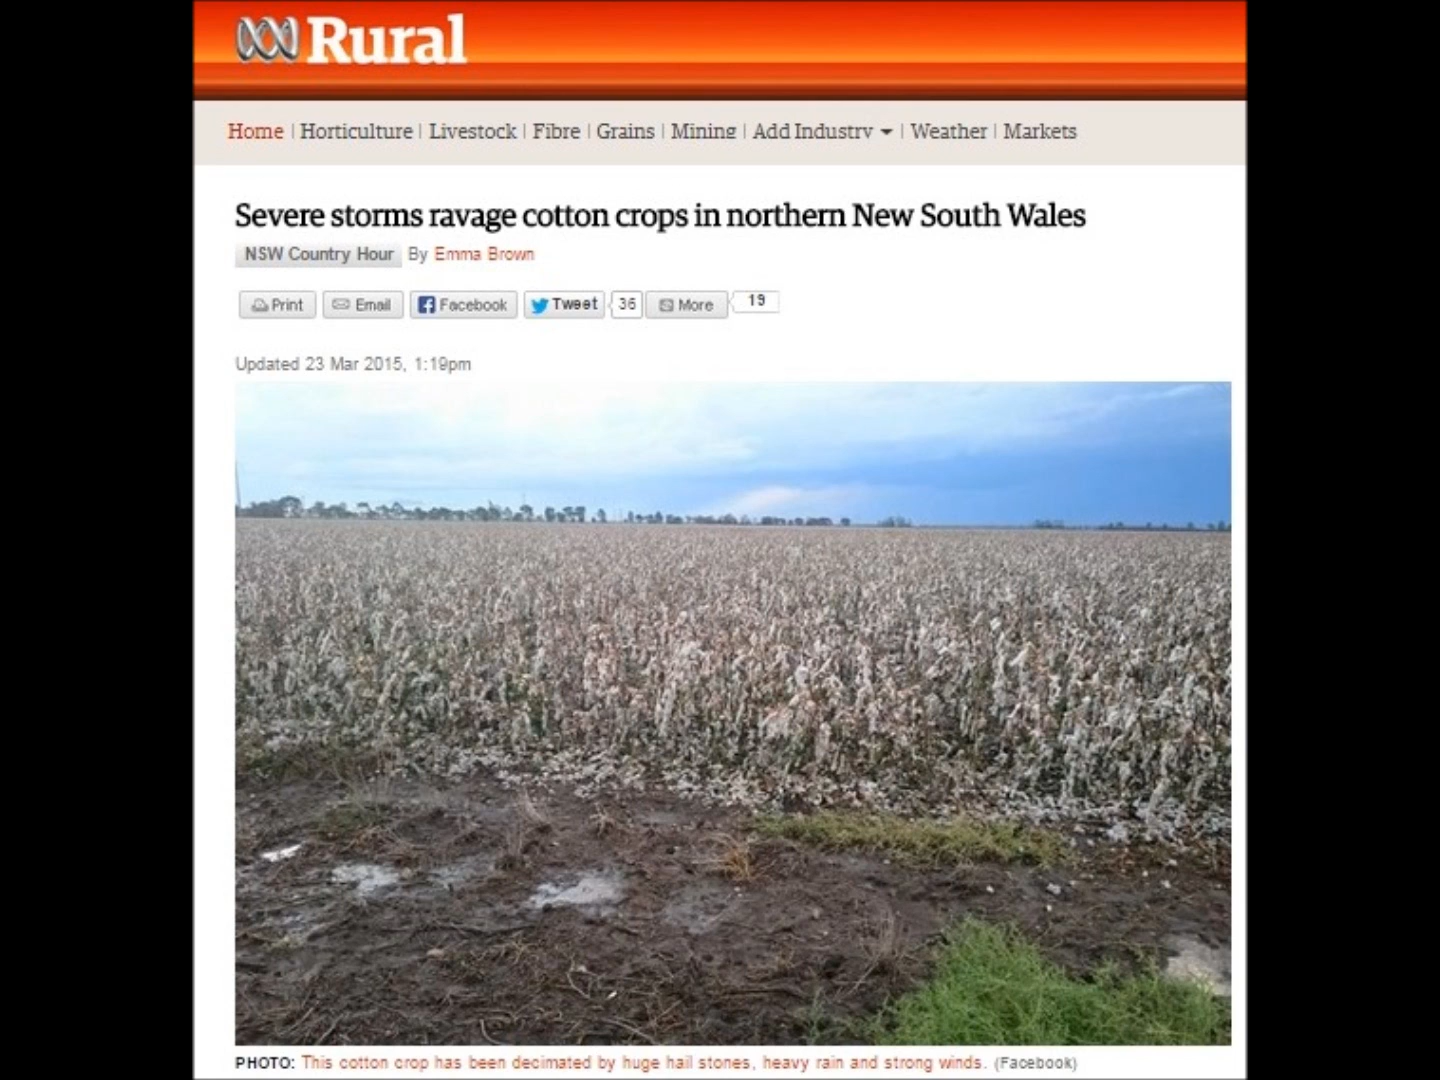 Rural
Home | Horticulture | Livestock | Fibre | Grains | Mining | Add Industry | Weather | Markets
Severe storms ravage cotton crops in northern New South Wales
NSW Country Hour By Emma Brown
Print Email Facebook Tweet 36 More 19
Updated 23 Mar 2015, 1:19pm
PHOTO: This cotton crop has been decimated by huge hail stones, heavy rain and strong winds. (Facebook)